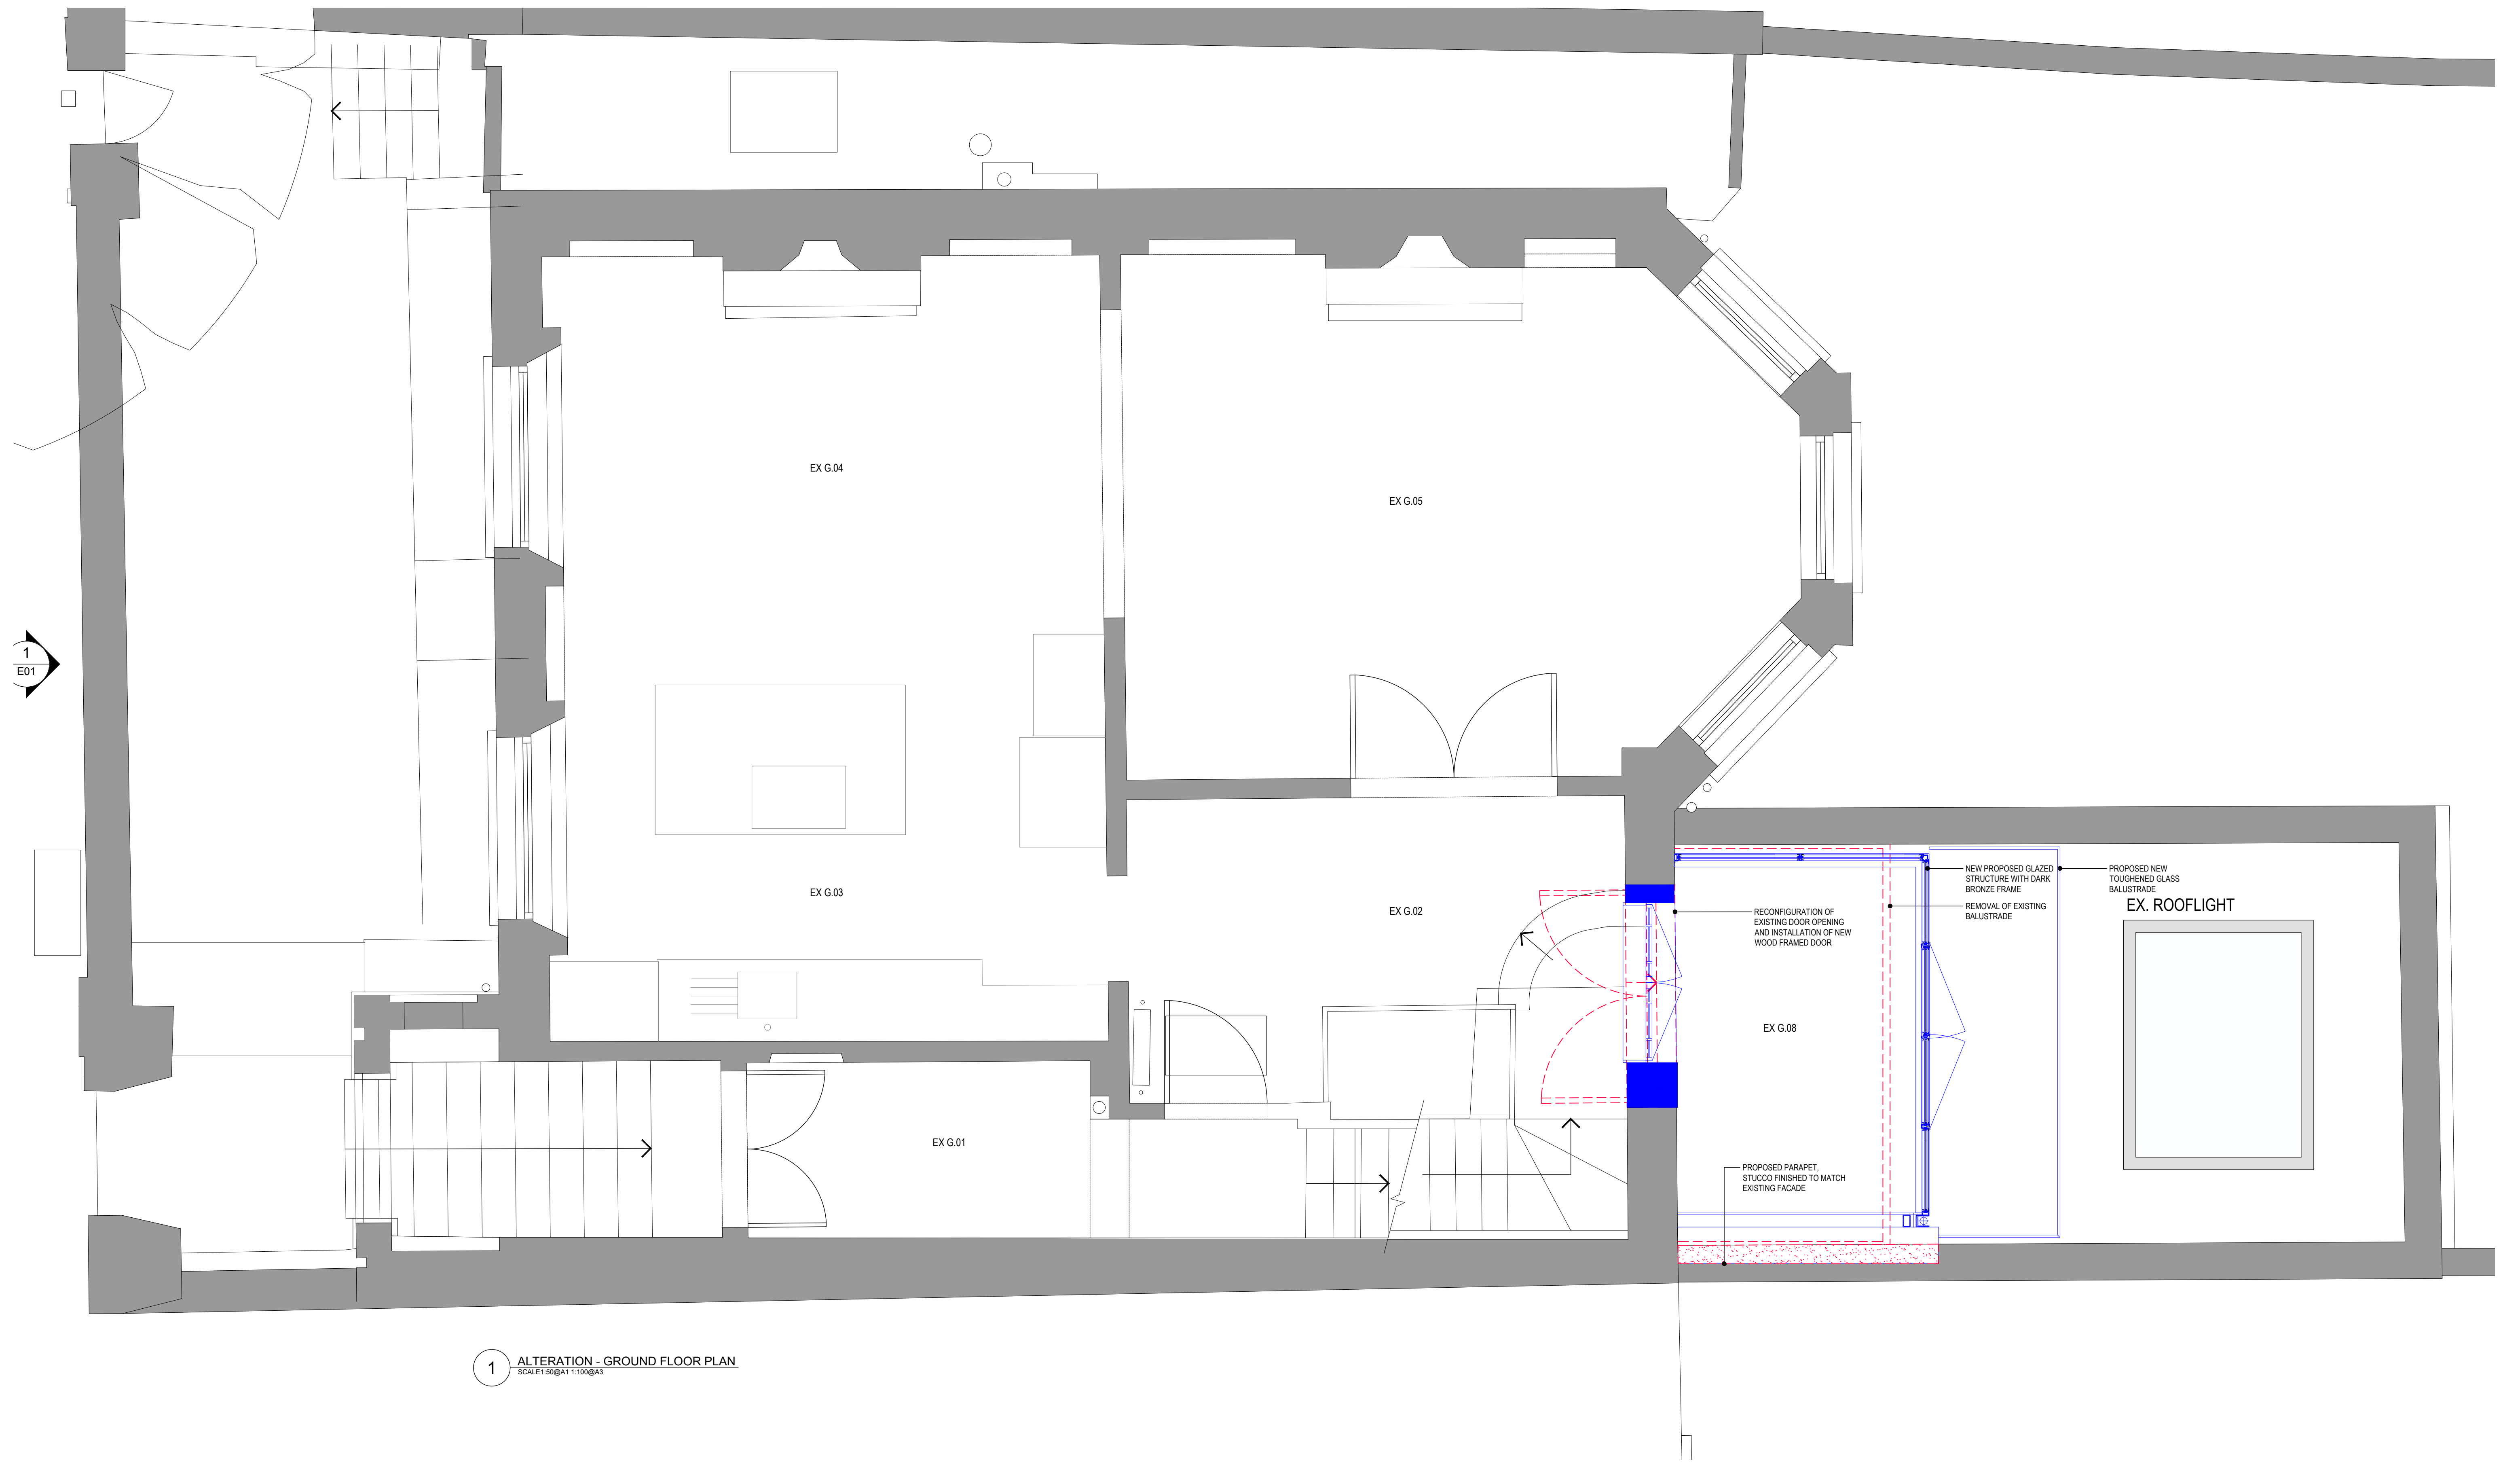 EX G.04
EX G.05
1
E01
NEW PROPOSED GLAZED
STRUCTURE WITH DARK
BRONZE FRAME
PROPOSED NEW
TOUGHENED GLASS
BALUSTRADE
EX. ROOFLIGHT
REMOVAL OF EXISTING
BALUSTRADE
EX G.03
EX G.02
RECONFIGURATION OF
EXISTING DOOR OPENING
AND INSTALLATION OF NEW
WOOD FRAMED DOOR
EX G.08
EX G.01
PROPOSED PARAPET,
STUCCO FINISHED TO MATCH
EXISTING FACADE
1
ALTERATION - GROUND FLOOR PLAN
SCALE1:50@A1 1:100@A3